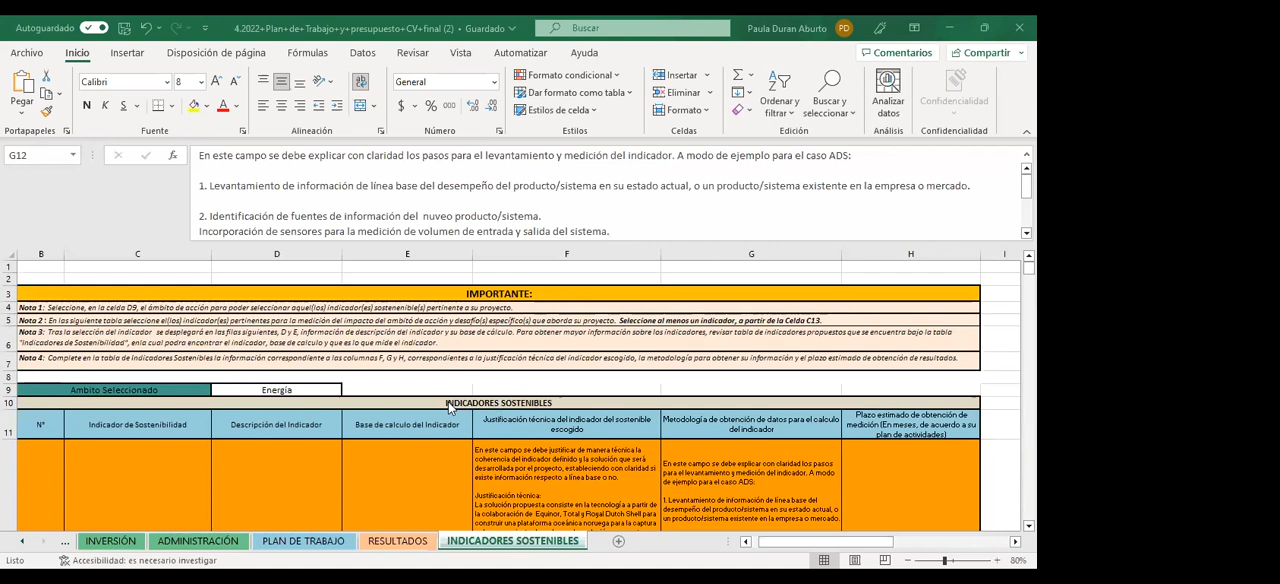 Autoguardado
4.2022+Plan+de+Trabajo+y+presupuesto+CV+final (2) • Guardado
Buscar
Paula Duran Aburto
PD
Archivo
Inicio
Insertar
Disposición de página
Fórmulas
Datos
Revisar
Vista
Automatizar
Ayuda
Comentarios
Compartir
Pegar
Portapapeles
Calibri
8
N K S
Fuente
Alineación
General
$ % 000
Número
Formato condicional
Dar formato como tabla
Estilos de celda
Estilos
Insertar
Eliminar
Formato
Celdas
Ordenar y
filtrar
Buscar y
seleccionar
Edición
Analizar
datos
Análisis
Confidencialidad
Confidencialidad
G12
fx
En este campo se debe explicar con claridad los pasos para el levantamiento y medición del indicador. A modo de ejemplo para el caso ADS:
1. Levantamiento de información de línea base del desempeño del producto/sistema en su estado actual, o un producto/sistema existente en la empresa o mercado.
2. Identificación de fuentes de información del nuveo producto/sistema.
Incorporación de sensores para la medición de volumen de entrada y salida del sistema.
B C D E F G H I
1
2
3 IMPORTANTE:
4 Nota 1: Seleccione, en la celda D9, el ámbito de acción para poder seleccionar aquel(los) indicador(es) sostenenible(es) pertinente a su proyecto.
5 Nota 2 : En las siguiente tabla seleccione el(los) indicador(es) pertinentes para la medición del impacto del ambito de acción y desafío(s) específico(s) que aborda su proyecto. Seleccione al menos un indicador, a partir de la Celda C13.
Nota 3: Tras la selección del indicador se desplegará en las filas siguientes, D y E, información de descripción del indicador y su base de cálculo. Para obtener mayor información sobre los indicadores, revisar tabla de indicadores propuestos que se encuentra bajo la tabla
6 "Indicadores de Sostenibilidad", enla cual podra encontrar el indicador, base de calculo y que es lo que mide el indicador.
7 Nota 4: Complete en la tabla de Indicadores Sostenibles la información correspondiente a las columnas F, G y H, correspondientes a la justificación técnica del indicador escogido, la metodología para obtener su información y el plazo estimado de obtención de resultados.
8
9 Ambito Seleccionado Energía
10 INDICADORES SOSTENIBLES
11
N°
Indicador de Sostenibilidad
Descripción del Indicador
Base de calculo del Indicador
Justificación técnica del indicador del sostenible
escogido
Metodología de obtención de datos para el calculo
del indicador
Plazo estimado de obtención de
medición (En meses, de acuerdo a su
plan de actividades)
En este campo se debe justificar de manera técnica la
coherencia del indicador definido y la solución que será
desarrollada por el proyecto, estableciendo con claridad si
existe información respecto a línea base o no.
Justificación técnica:
La solución propuesta consiste en la tecnología a partir de
la colaboración de Equinor, Total y Royal Dutch Shell para
construir una plataforma oceánica noruega para la captura
En este campo se debe explicar con claridad los pasos
para el levantamiento y medición del indicador. A modo
de ejemplo para el caso ADS:
1. Levantamiento de información de línea base del
desempeño del producto/sistema en su estado actual, o
un producto/sistema existente en la empresa o mercado.
...
INVERSIÓN
ADMINISTRACIÓN
PLAN DE TRABAJO
RESULTADOS
INDICADORES SOSTENIBLES
Listo
Accesibilidad: es necesario investigar
80%